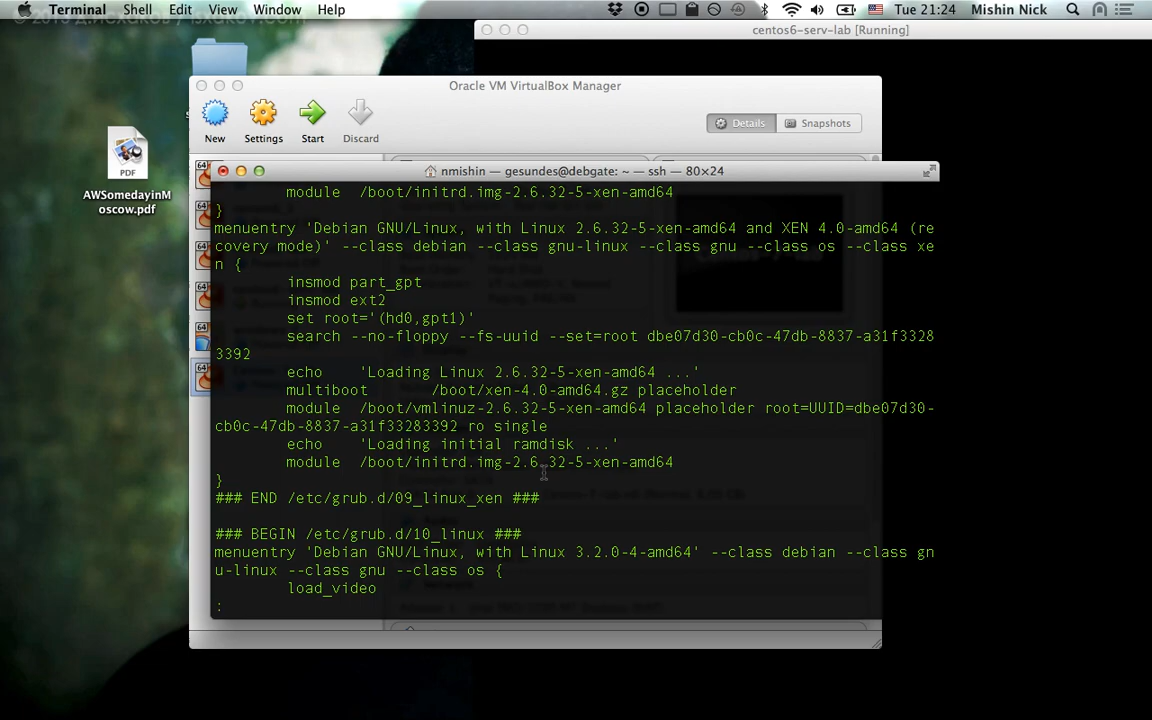 Terminal Shell Edit View Window Help Tue 21:24 Mishin Nick
centos6-serv-lab [Running]
Oracle VM VirtualBox Manager
New Settings Start Discard Details Snapshots
PDF
AWSomedayinM
oscow.pdf
nmishin — gesundes@debgate: ~ — ssh — 80×24
module /boot/initrd.img-2.6.32-5-xen-amd64
}
menuentry 'Debian GNU/Linux, with Linux 2.6.32-5-xen-amd64 and XEN 4.0-amd64 (re
covery mode)' --class debian --class gnu-linux --class gnu --class os --class xe
n {
insmod part_gpt
insmod ext2
set root='(hd0,gpt1)'
search --no-floppy --fs-uuid --set=root dbe07d30-cb0c-47db-8837-a31f3328
3392
echo 'Loading Linux 2.6.32-5-xen-amd64 ...'
multiboot /boot/xen-4.0-amd64.gz placeholder
module /boot/vmlinuz-2.6.32-5-xen-amd64 placeholder root=UUID=dbe07d30-
cb0c-47db-8837-a31f33283392 ro single
echo 'Loading initial ramdisk ...'
module /boot/initrd.img-2.6.32-5-xen-amd64
}
### END /etc/grub.d/09_linux_xen ###
### BEGIN /etc/grub.d/10_linux ###
menuentry 'Debian GNU/Linux, with Linux 3.2.0-4-amd64' --class debian --class gn
u-linux --class gnu --class os {
load_video
: